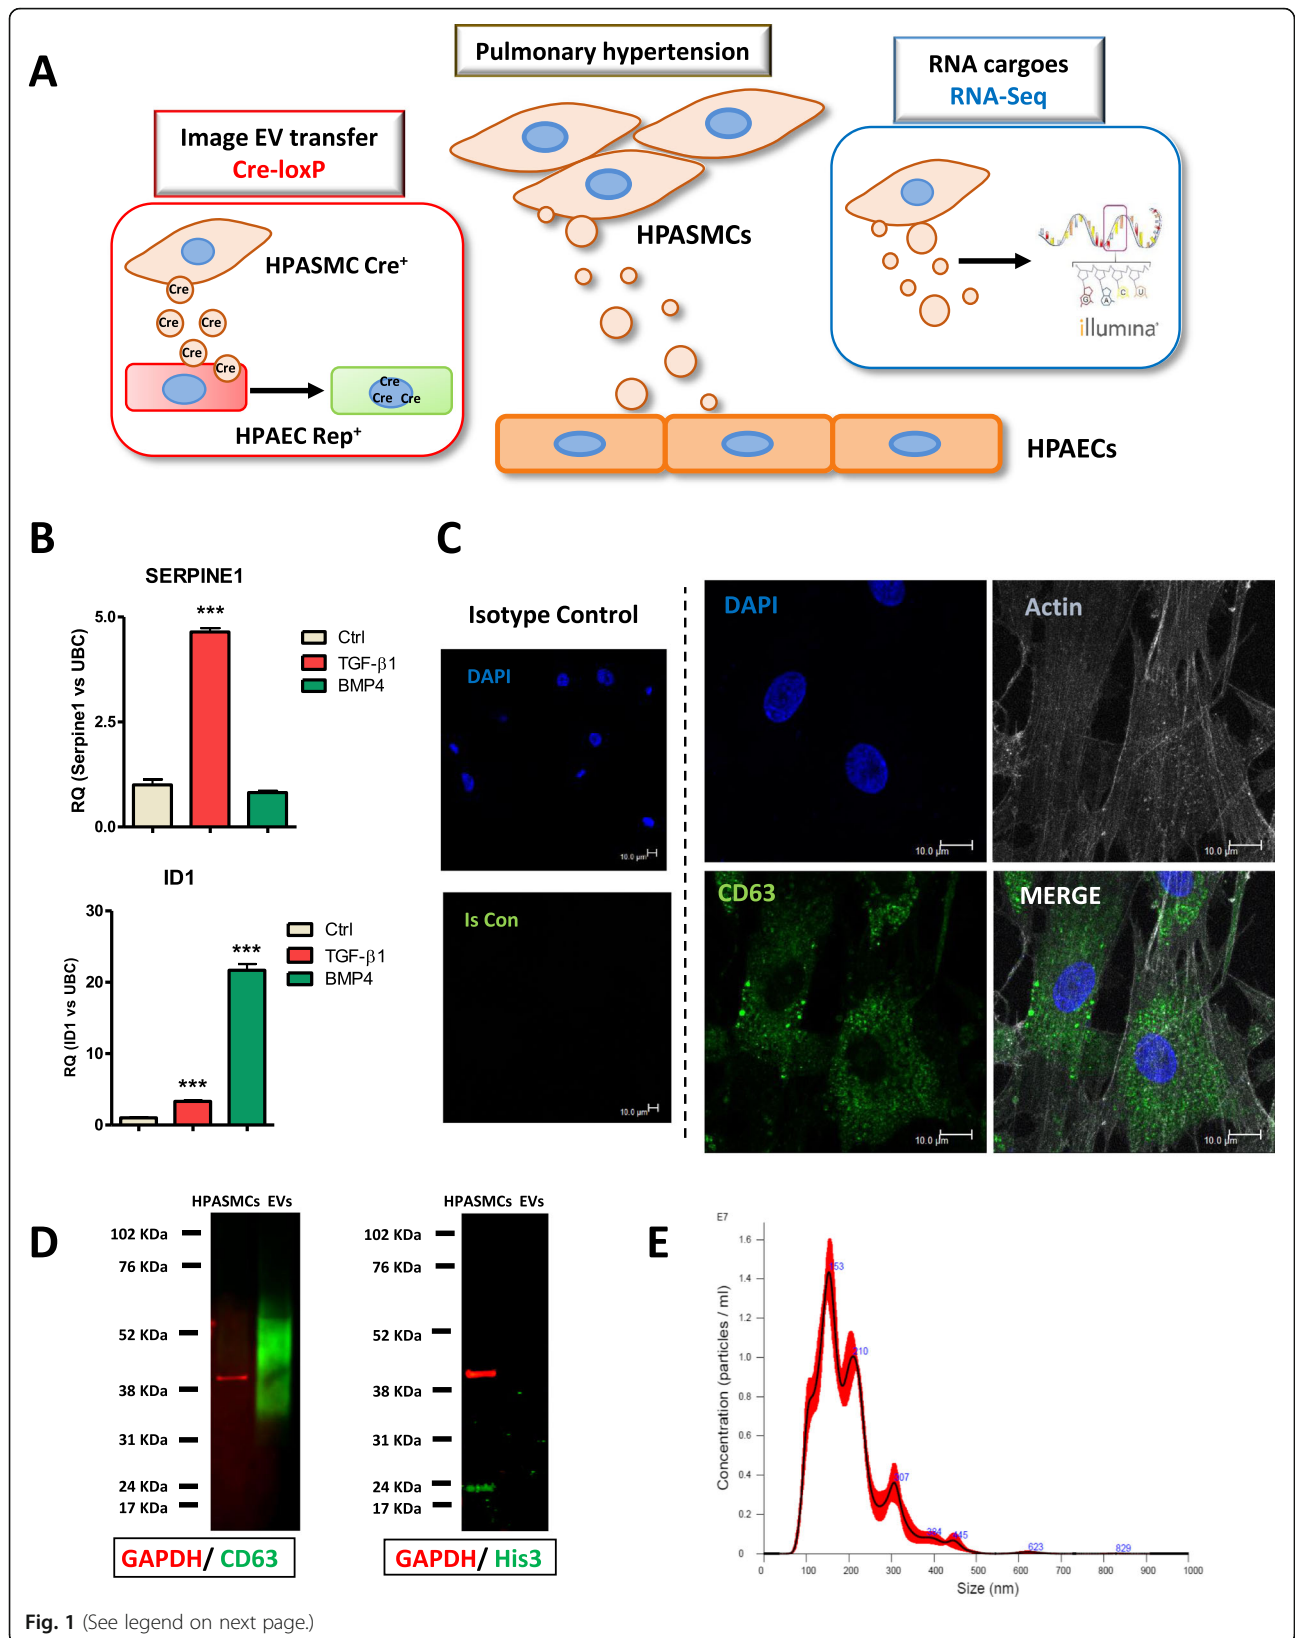 A
Pulmonary hypertension
RNA cargoes
RNA-Seq
Image EV transfer
Cre-loxP
HPASMC Cre⁺
Cre
Cre
Cre
Cre
Cre
Cre
Cre
Cre
HPAEC Rep⁺
HPASMCs
HPAECs
G
A
C
U
illumina®
B
SERPINE1
RQ (Serpine1 vs UBC)
5.0
2.5
0.0
***
Ctrl
TGF-β1
BMP4
ID1
RQ (ID1 vs UBC)
30
20
10
0
***
***
Ctrl
TGF-β1
BMP4
C
Isotype Control
DAPI
10.0 µm
Is Con
10.0 µm
DAPI
10.0 µm
Actin
10.0 µm
CD63
10.0 µm
MERGE
10.0 µm
D
HPASMCs EVs
102 KDa
76 KDa
52 KDa
38 KDa
31 KDa
24 KDa
17 KDa
GAPDH/ CD63
HPASMCs EVs
102 KDa
76 KDa
52 KDa
38 KDa
31 KDa
24 KDa
17 KDa
GAPDH/ His3
E
E7
Concentration (particles / ml)
1.6
1.4
1.2
1.0
0.8
0.6
0.4
0.2
0
153
210
307
394
445
623
829
0 100 200 300 400 500 600 700 800 900 1000
Size (nm)
Fig. 1 (See legend on next page.)